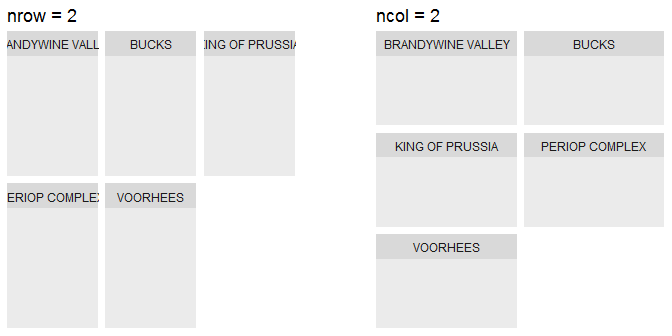 nrow = 2
ANDYWINE VALL
BUCKS
ING OF PRUSSIA
ERIOP COMPLEX
VOORHEES
ncol = 2
BRANDYWINE VALLEY
BUCKS
KING OF PRUSSIA
PERIOP COMPLEX
VOORHEES